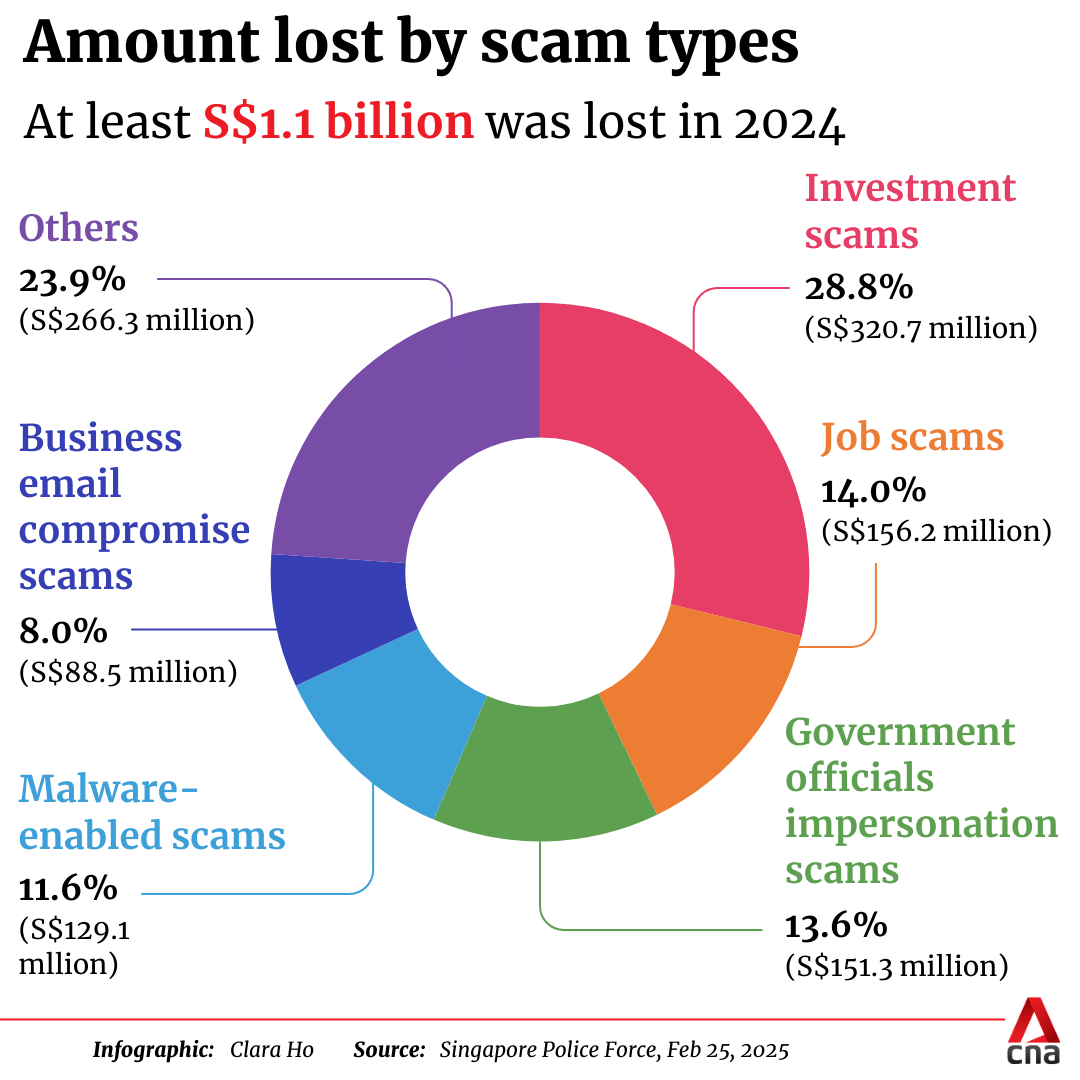 Amount lost by scam types
At least S$1.1 billion was lost in 2024
Investment
scams
28.8%
(S$320.7 million)
Job scams
14.0%
(S$156.2 million)
Government
officials
impersonation
scams
13.6%
(S$151.3 million)
Malware-
enabled scams
11.6%
(S$129.1
mllion)
Business
email
compromise
scams
8.0%
(S$88.5 million)
Others
23.9%
(S$266.3 million)
Infographic: Clara Ho Source: Singapore Police Force, Feb 25, 2025
cna